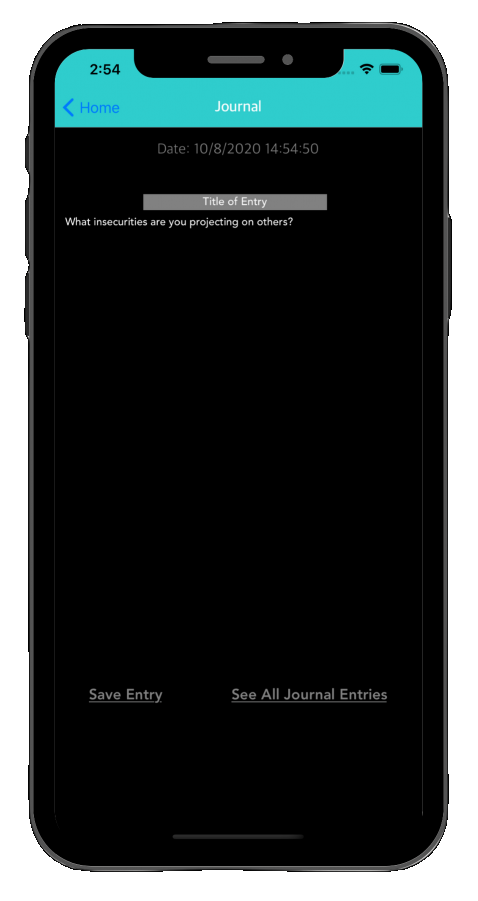 2:54
Home
Journal
Date: 10/8/2020 14:54:50
Title of Entry
What insecurities are you projecting on others?
Save Entry
See All Journal Entries